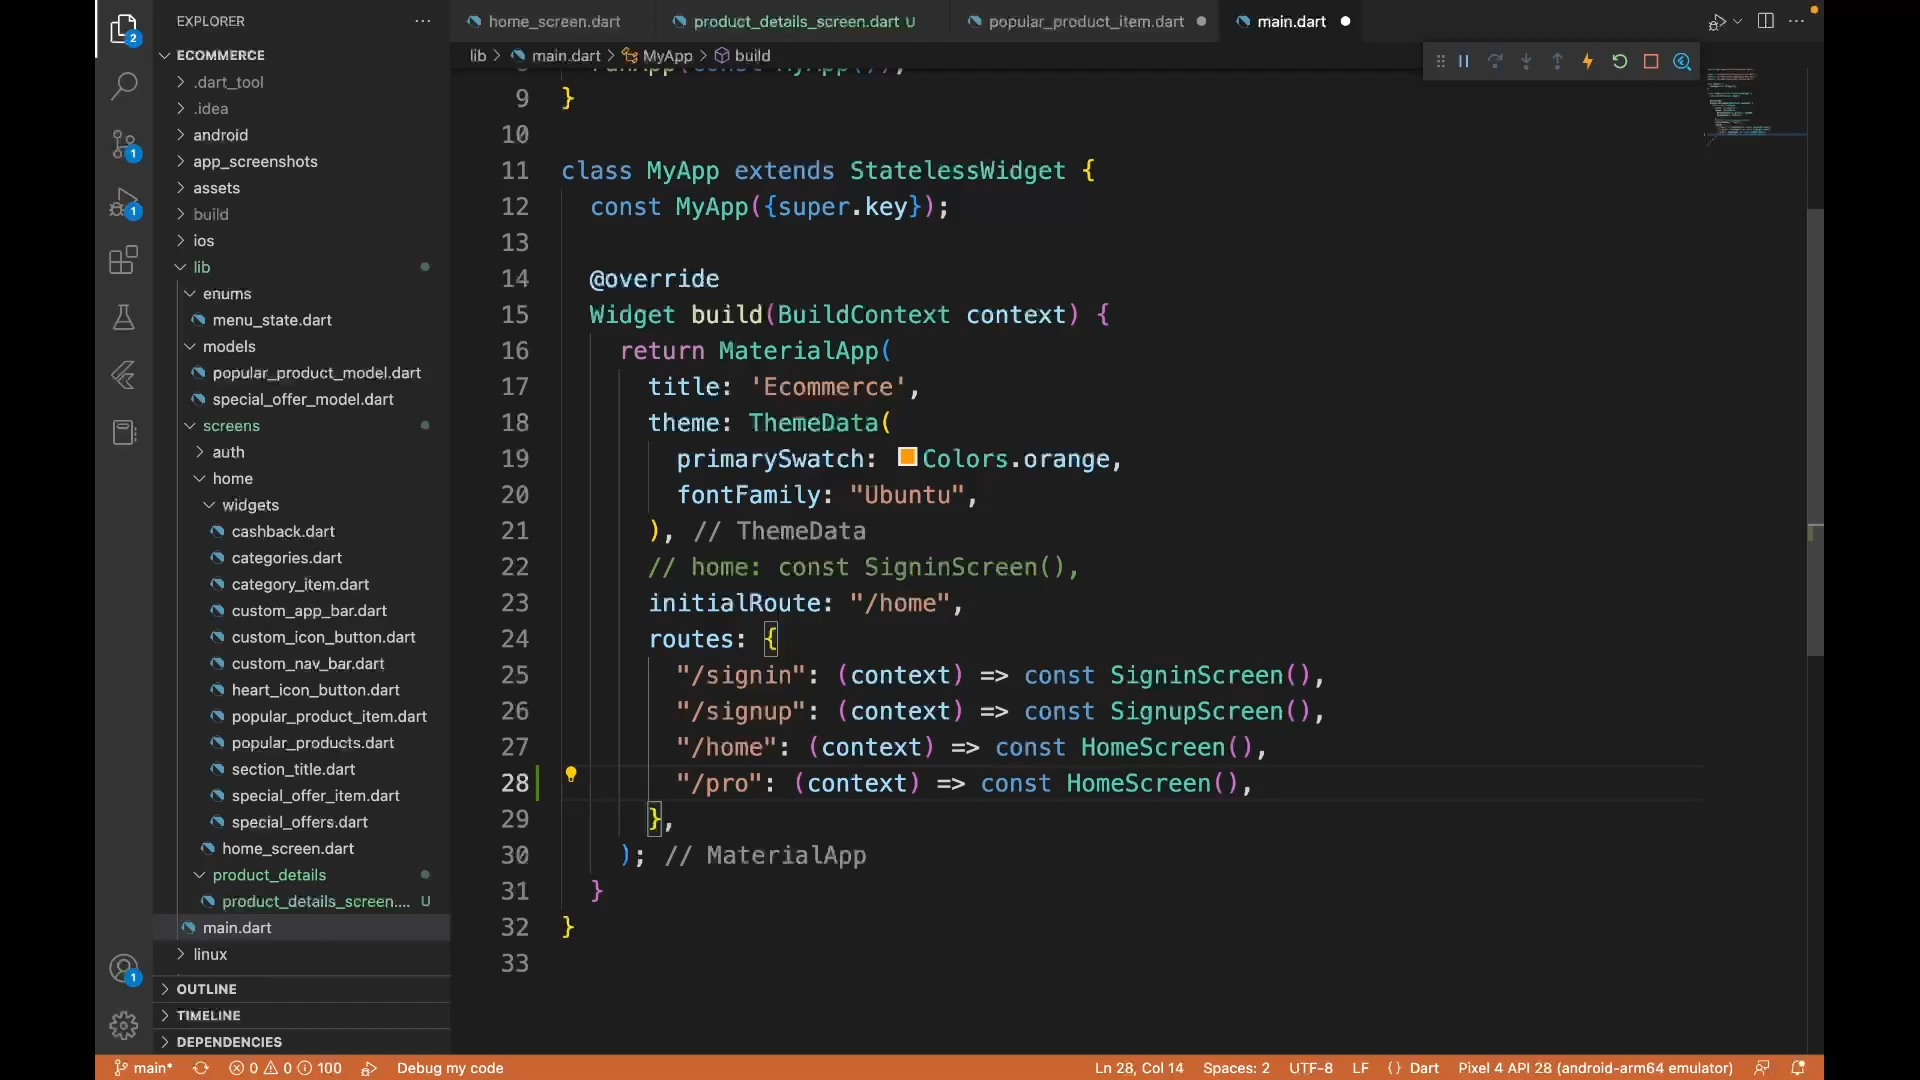 EXPLORER
home_screen.dart
product_details_screen.dart U
popular_product_item.dart
main.dart
lib > main.dart > MyApp > build
ECOMMERCE
.dart_tool
.idea
android
app_screenshots
assets
build
ios
lib
enums
menu_state.dart
models
popular_product_model.dart
special_offer_model.dart
screens
auth
home
widgets
cashback.dart
categories.dart
category_item.dart
custom_app_bar.dart
custom_icon_button.dart
custom_nav_bar.dart
heart_icon_button.dart
popular_product_item.dart
popular_products.dart
section_title.dart
special_offer_item.dart
special_offers.dart
home_screen.dart
product_details
product_details_screen.... U
main.dart
linux
OUTLINE
TIMELINE
DEPENDENCIES
2
1
1
1
8 runApp(const MyApp());
9 }
10
11 class MyApp extends StatelessWidget {
12 const MyApp({super.key});
13
14 @override
15 Widget build(BuildContext context) {
16 return MaterialApp(
17 title: 'Ecommerce',
18 theme: ThemeData(
19 primarySwatch: Colors.orange,
20 fontFamily: "Ubuntu",
21 ), // ThemeData
22 // home: const SigninScreen(),
23 initialRoute: "/home",
24 routes: {
25 "/signin": (context) => const SigninScreen(),
26 "/signup": (context) => const SignupScreen(),
27 "/home": (context) => const HomeScreen(),
28 "/pro": (context) => const HomeScreen(),
29 },
30 ); // MaterialApp
31 }
32 }
33
main* 0 0 100 Debug my code Ln 28, Col 14 Spaces: 2 UTF-8 LF {} Dart Pixel 4 API 28 (android-arm64 emulator)